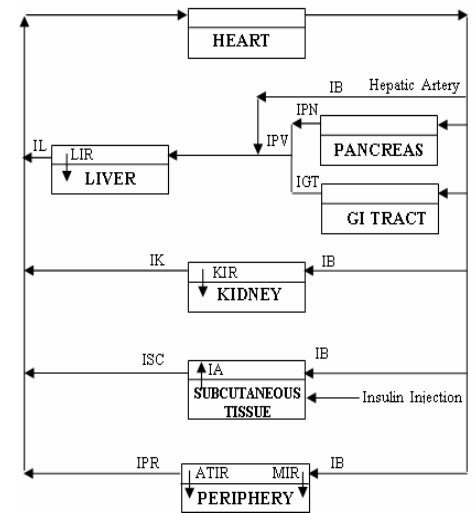 HEART
IB Hepatic Artery
IPN
IL
LIR
IPV
PANCREAS
LIVER
IGT
GI TRACT
IK
KIR
IB
KIDNEY
ISC
IA
IB
SUBCUTANEOUS
TISSUE
Insulin Injection
IPR
ATIR MIR
IB
PERIPHERY